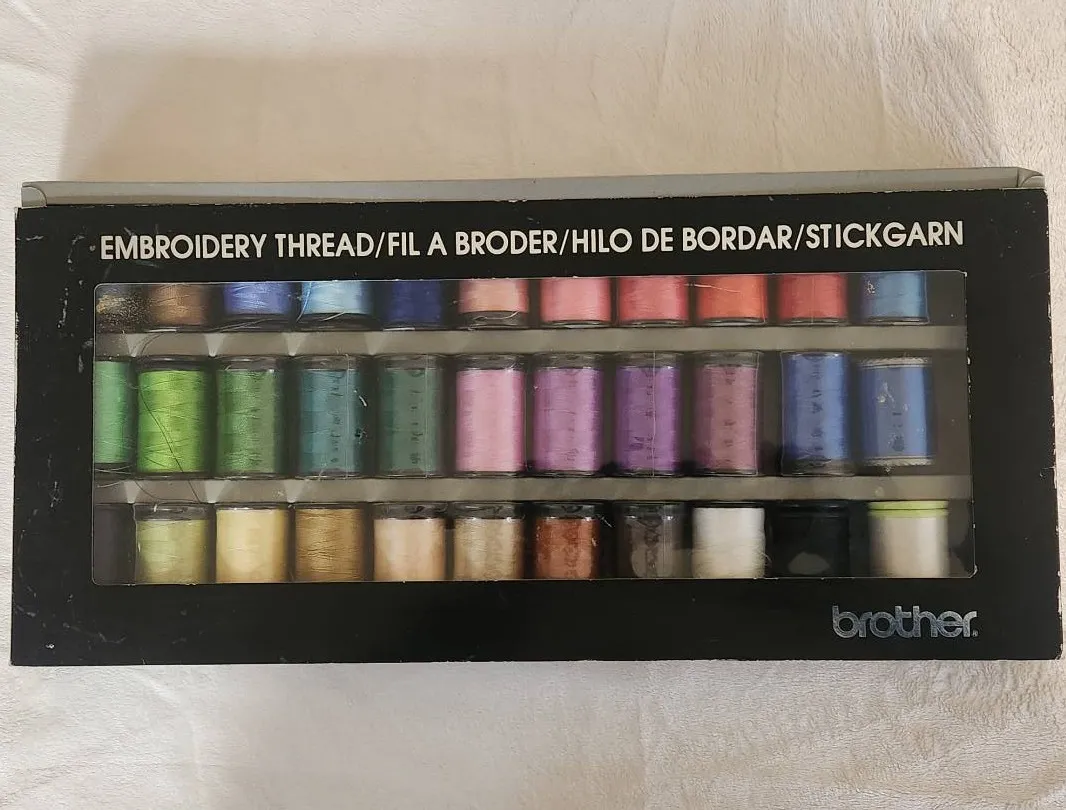 EMBROIDERY THREAD/FIL A BRODER/HILO DE BORDAR/STICKGARN
brother